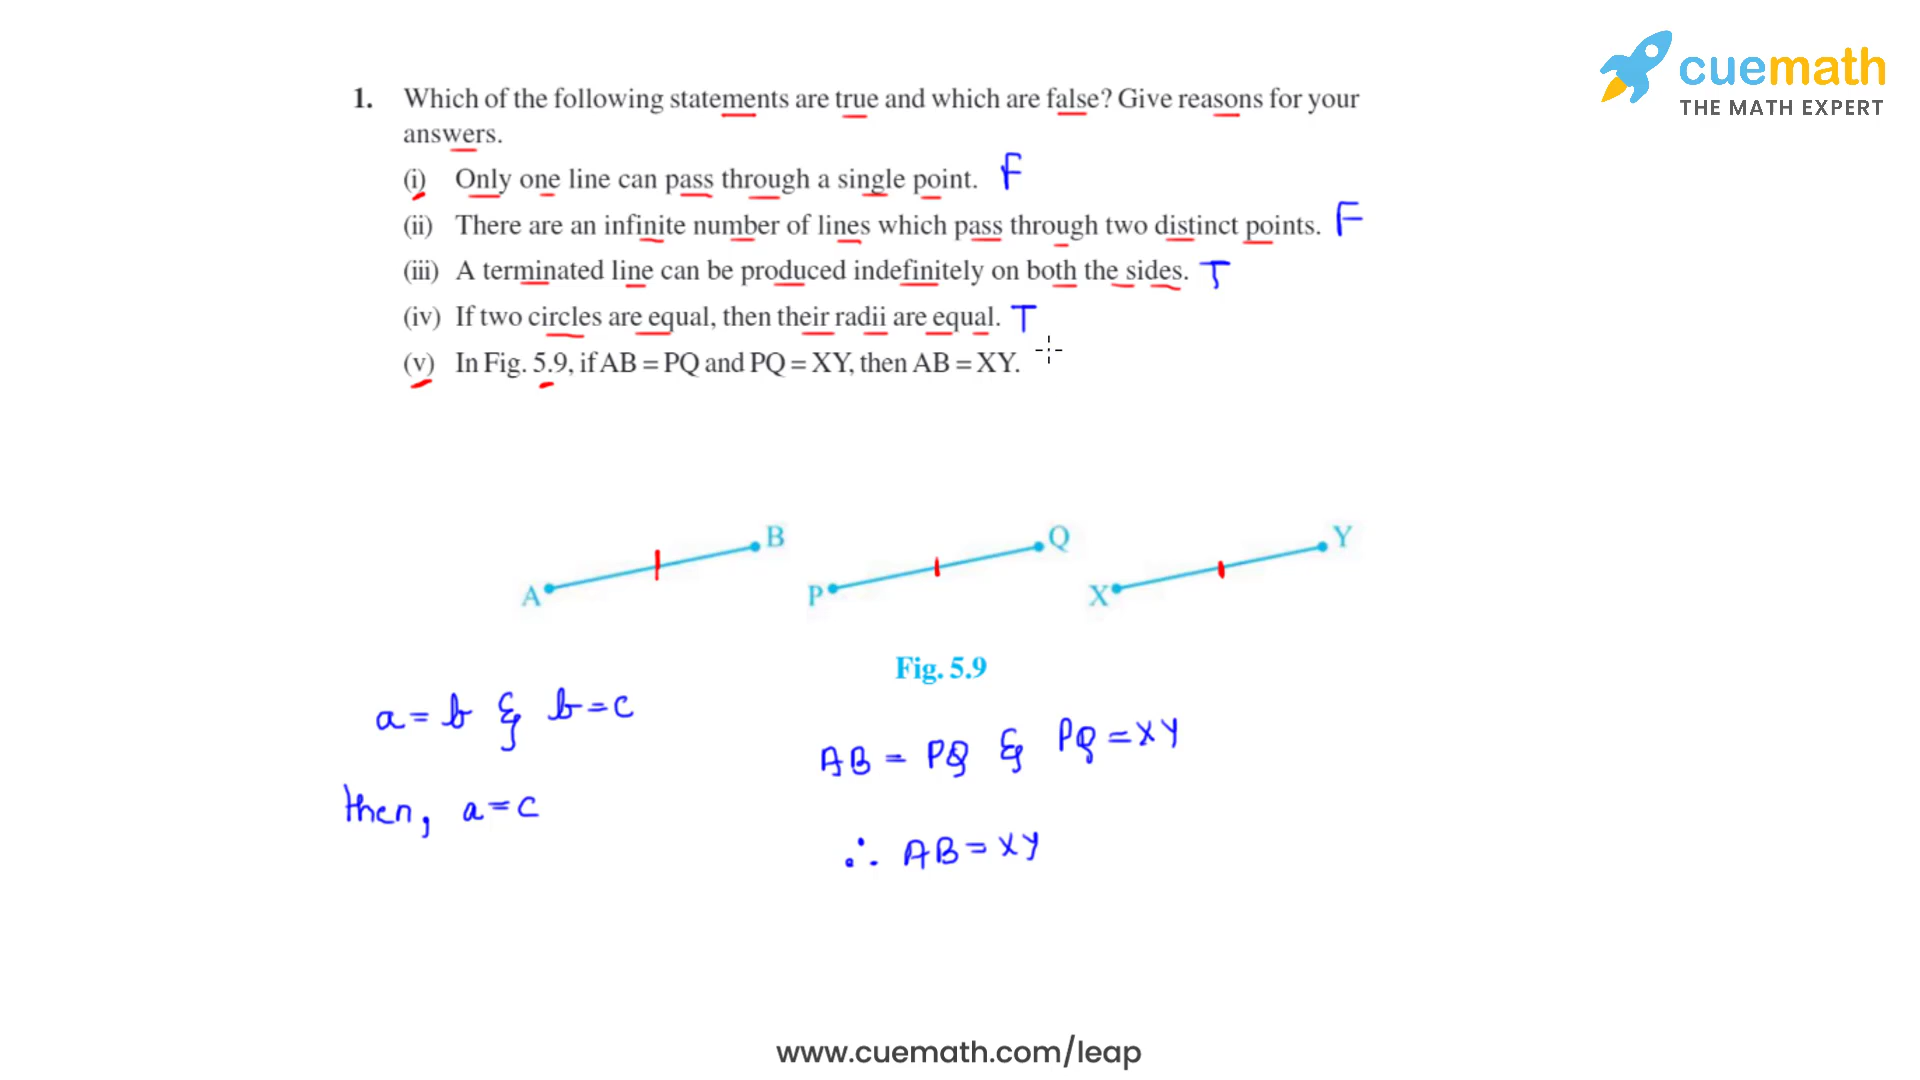 cuemath
THE MATH EXPERT
1. Which of the following statements are true and which are false? Give reasons for your
answers.
(i) Only one line can pass through a single point. F
(ii) There are an infinite number of lines which pass through two distinct points. F
(iii) A terminated line can be produced indefinitely on both the sides. T
(iv) If two circles are equal, then their radii are equal. T
(v) In Fig. 5.9, if AB = PQ and PQ = XY, then AB = XY.
A B P Q X Y
Fig. 5.9
a = b & b = c
then, a = c
AB = PQ & PQ = XY
∴ AB = XY
www.cuemath.com/leap